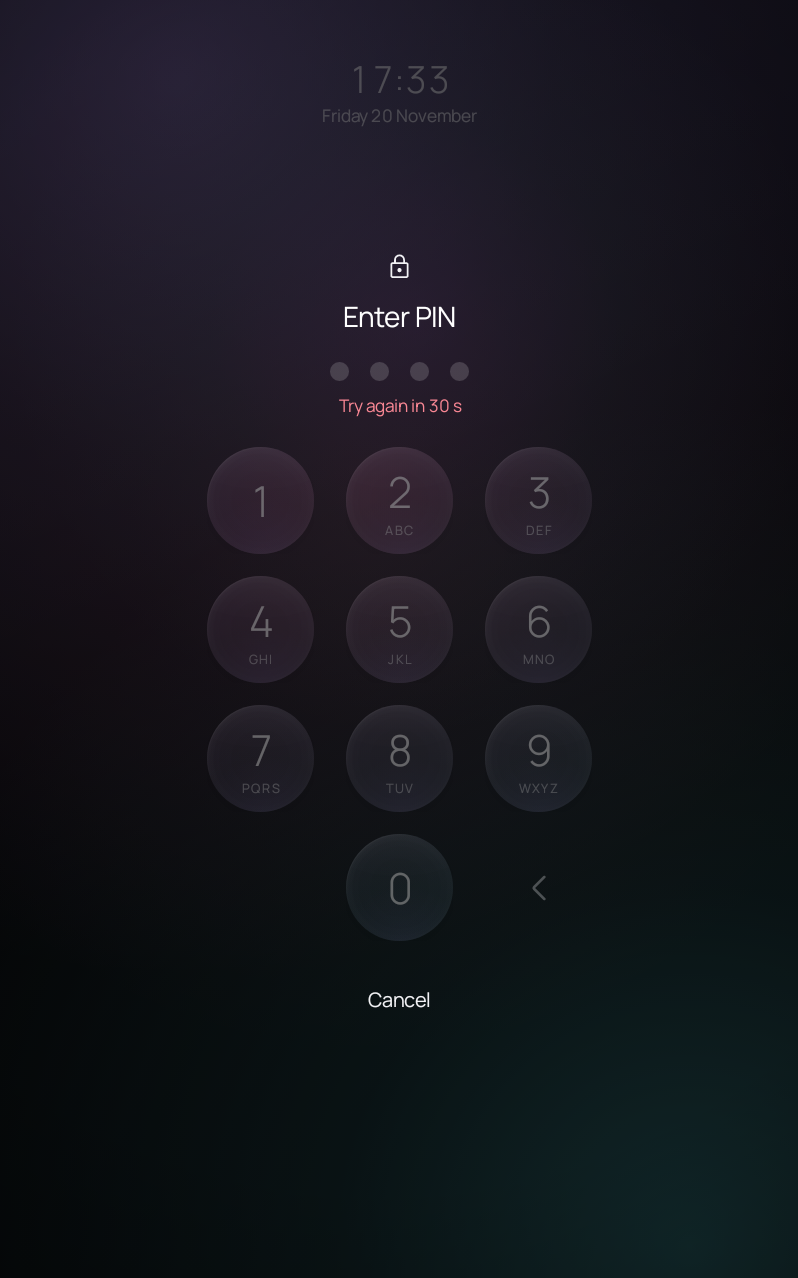 17:33
Friday 20 November
Enter PIN
Try again in 30 s
1
2
ABC
3
DEF
4
GHI
5
JKL
6
MNO
7
PQRS
8
TUV
9
WXYZ
0
Cancel